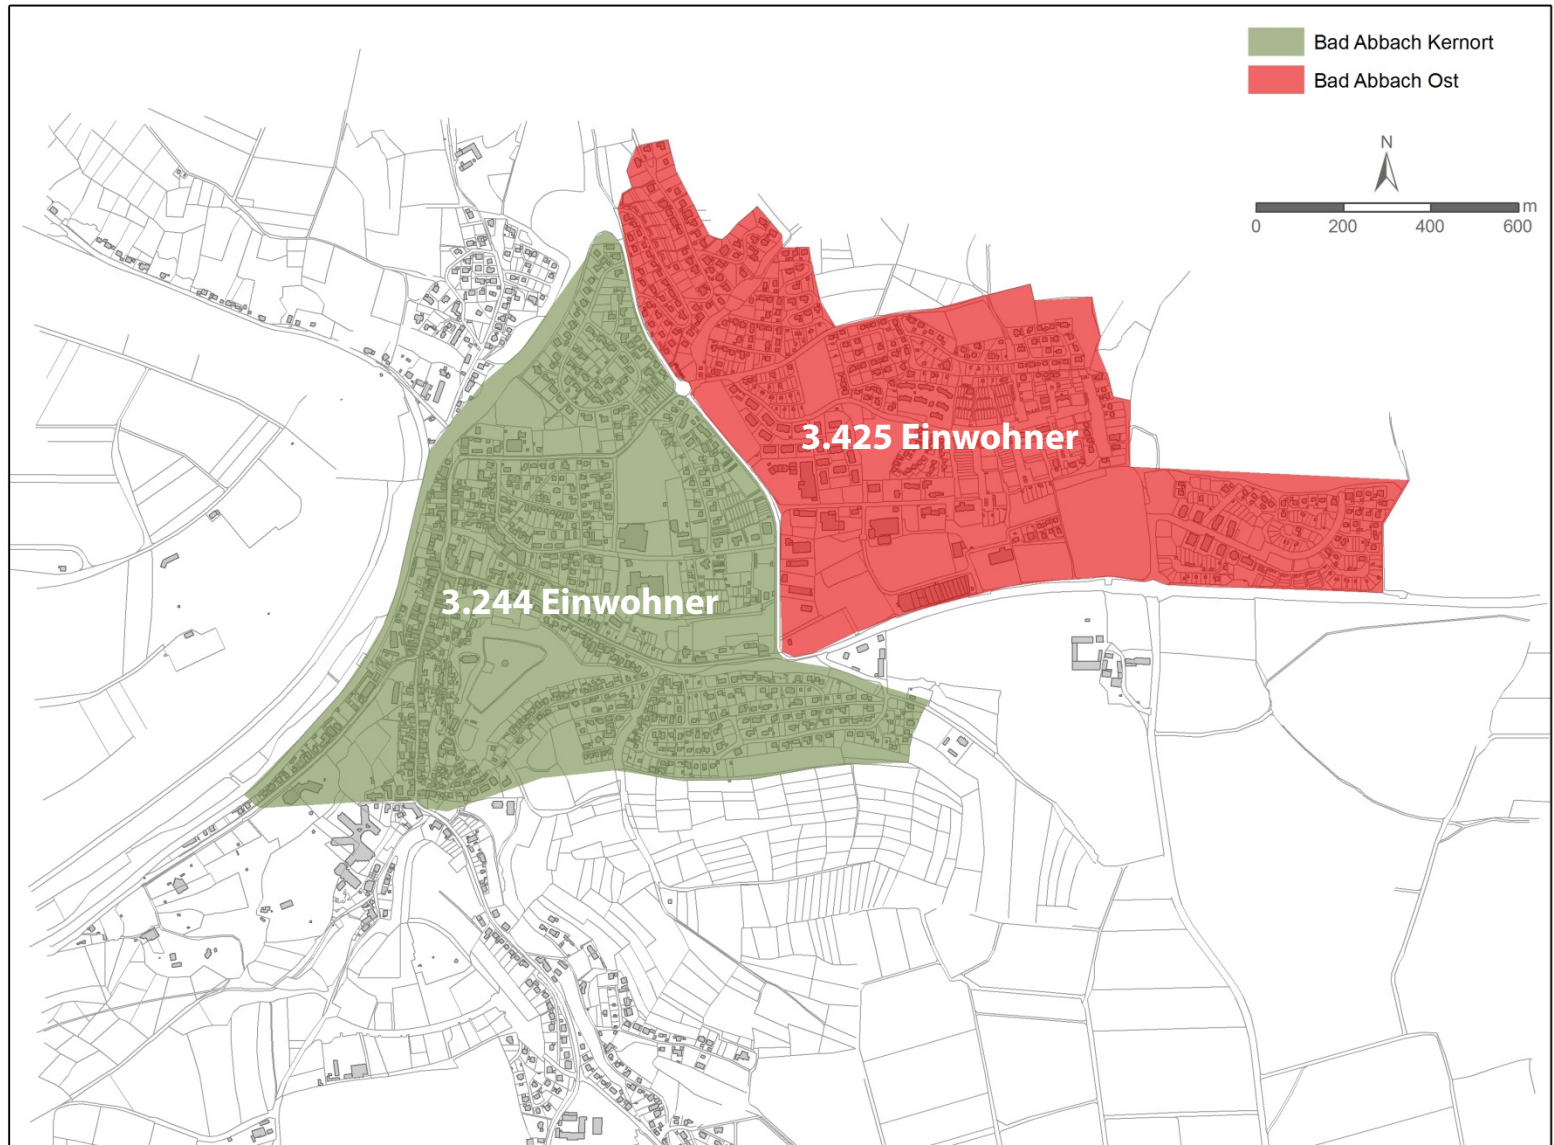 Bad Abbach Kernort
Bad Abbach Ost
N
m
0 200 400 600
3.425 Einwohner
3.244 Einwohner